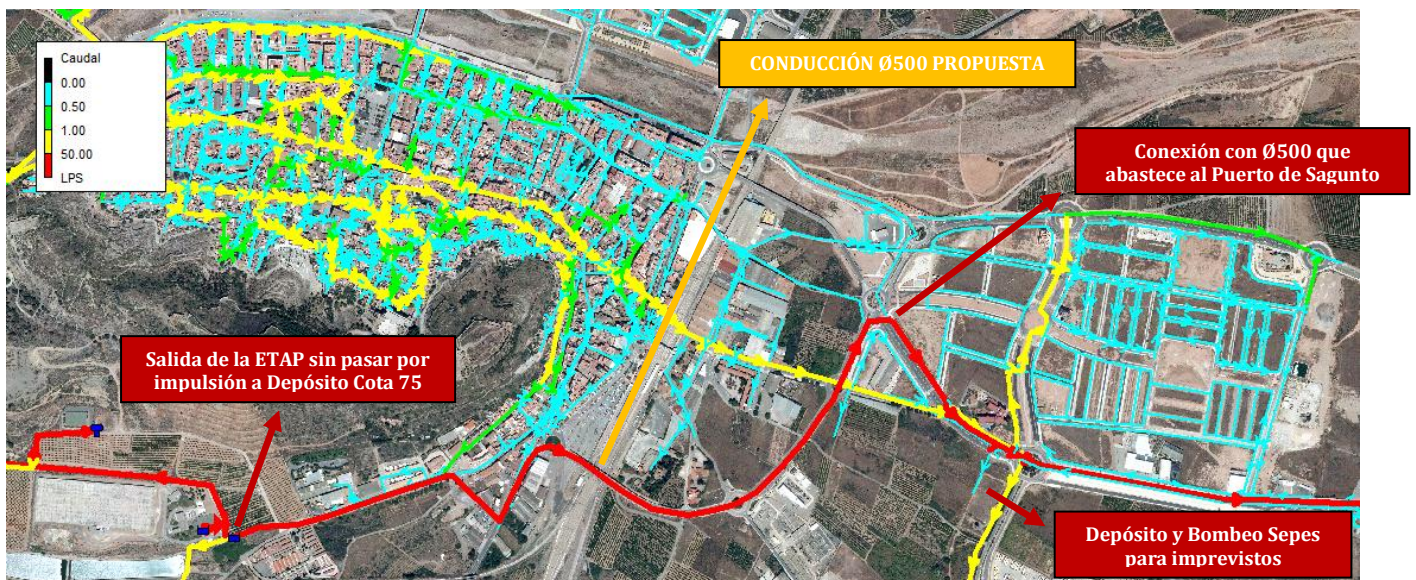 Caudal
0.00
0.50
1.00
50.00
LPS
CONDUCCIÓN Ø500 PROPUESTA
Conexión con Ø500 que
abastece al Puerto de Sagunto
Salida de la ETAP sin pasar por
impulsión a Depósito Cota 75
Depósito y Bombeo Sepes
para imprevistos